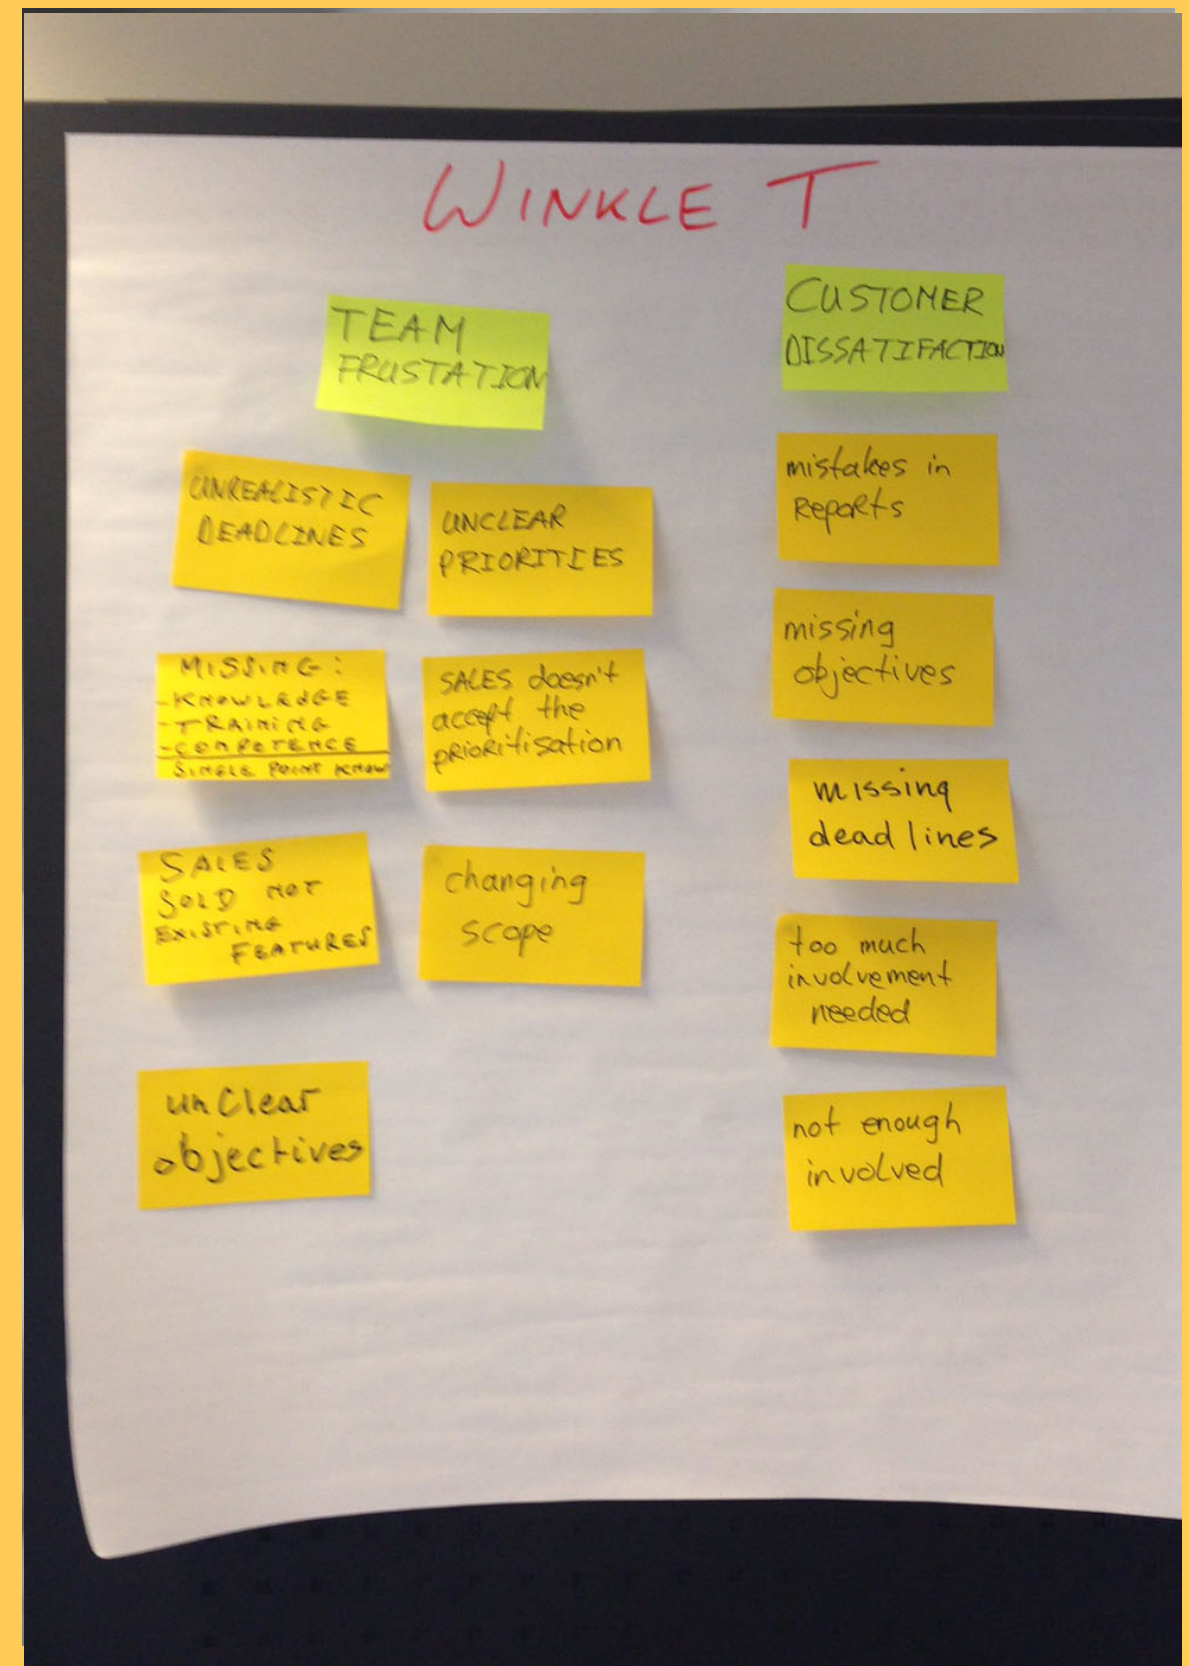 WINKLE T
TEAM
FRUSTATION
UNREALISTIC
DEADLINES
UNCLEAR
PRIORITIES
MISSING:
-KNOWLEDGE
-TRAINING
-COMPETENCE
SINGLE POINT KNOW
SALES doesn't
accept the
prioritisation
SALES
SOLD NOT
EXISTING
FEATURES
changing
scope
unclear
objectives
CUSTOMER
DISSATIFACTION
mistakes in
Reports
missing
objectives
missing
deadlines
too much
involvement
needed
not enough
involved